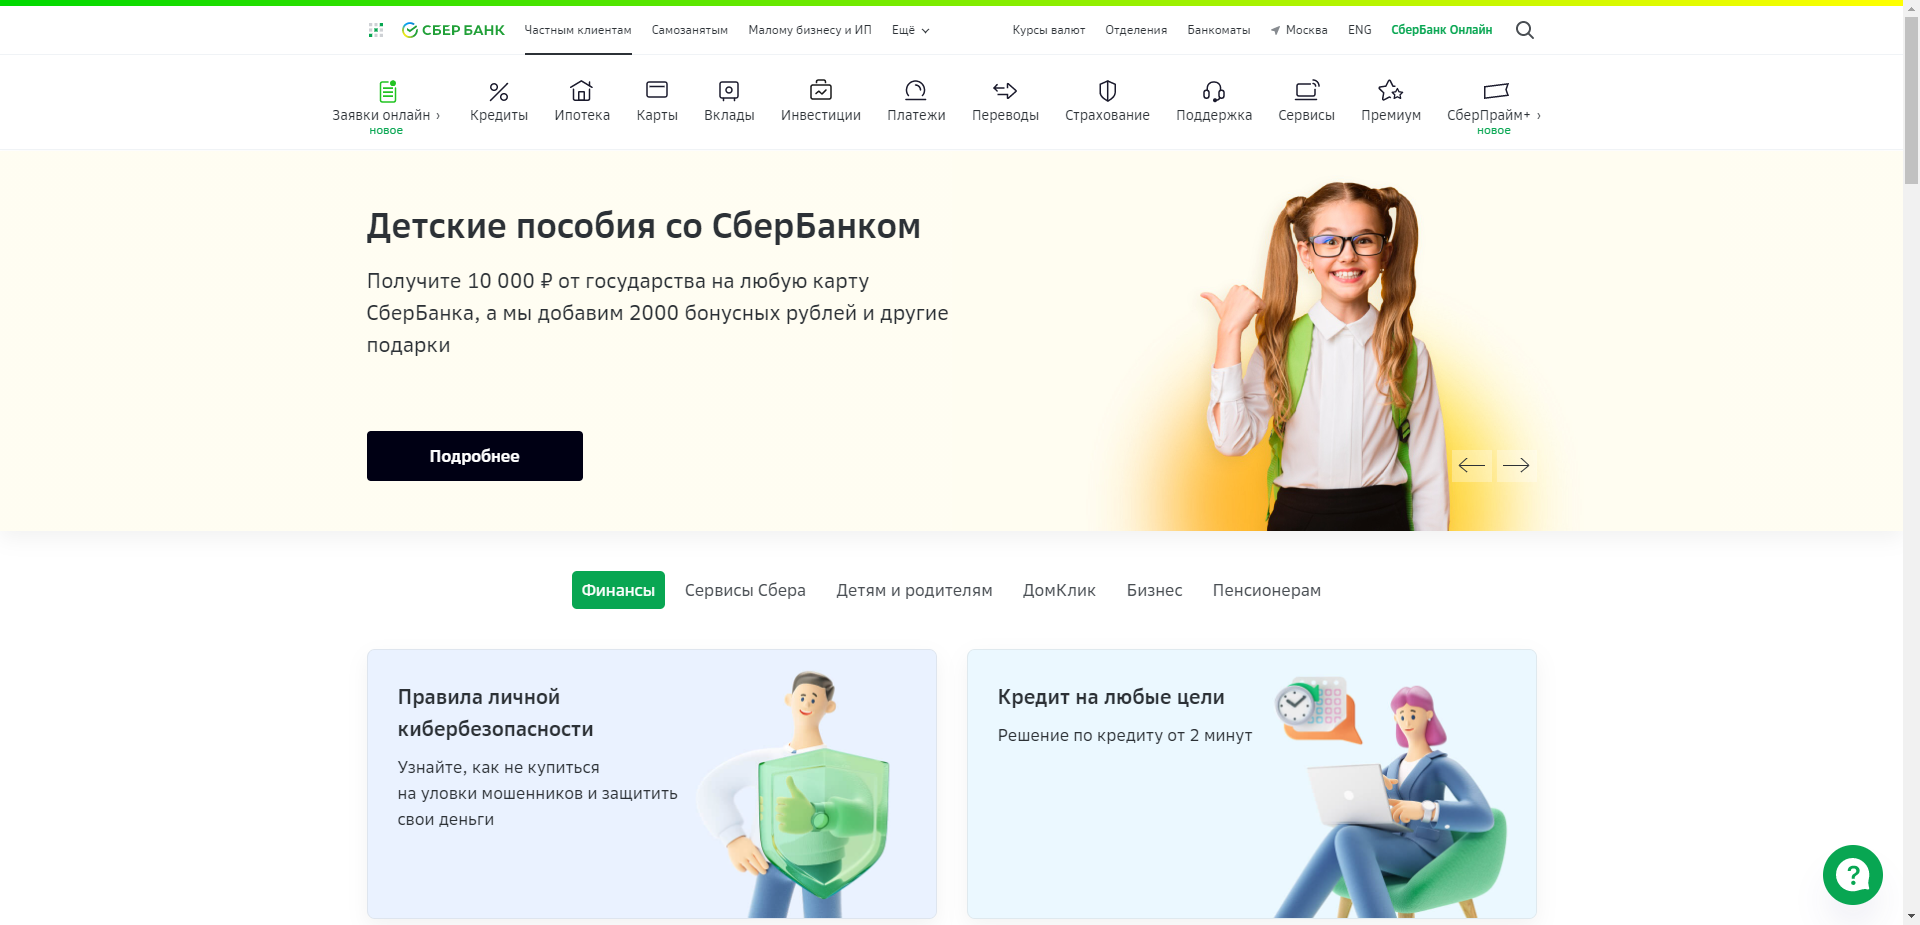 СБЕР БАНК
Частным клиентам
Самозанятым
Малому бизнесу и ИП
Ещё
Курсы валют
Отделения
Банкоматы
Москва
ENG
СберБанк Онлайн
Заявки онлайн ›
новое
Кредиты
Ипотека
Карты
Вклады
Инвестиции
Платежи
Переводы
Страхование
Поддержка
Сервисы
Премиум
СберПрайм+ ›
новое
Детские пособия со СберБанком
Получите 10 000 ₽ от государства на любую карту
СберБанка, а мы добавим 2000 бонусных рублей и другие
подарки
Подробнее
Финансы
Сервисы Сбера
Детям и родителям
ДомКлик
Бизнес
Пенсионерам
Правила личной
кибербезопасности
Узнайте, как не купиться
на уловки мошенников и защитить
свои деньги
Кредит на любые цели
Решение по кредиту от 2 минут
?